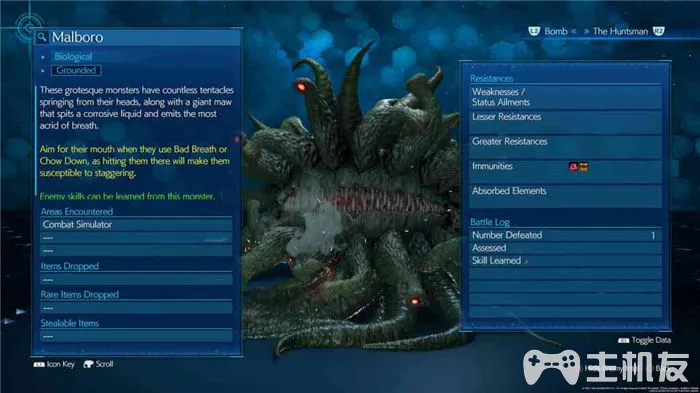 Malboro
Bomb
The Huntsman
Biological
Grounded
These grotesque monsters have countless tentacles
springing from their heads, along with a giant maw
that spits a corrosive liquid and emits the most
acrid of breath.
Aim for their mouth when they use Bad Breath or
Chow Down, as hitting them there will make them
susceptible to staggering.
Enemy skills can be learned from this monster.
Areas Encountered
Combat Simulator
---
---
Items Dropped
---
Rare Items Dropped
---
Stealable Items
---
Resistances
Weaknesses /
Status Ailments
Lesser Resistances
Greater Resistances
Immunities
Absorbed Elements
Battle Log
Number Defeated 1
Assessed
Skill Learned
Toggle Data
Icon Key
Scroll
主机友